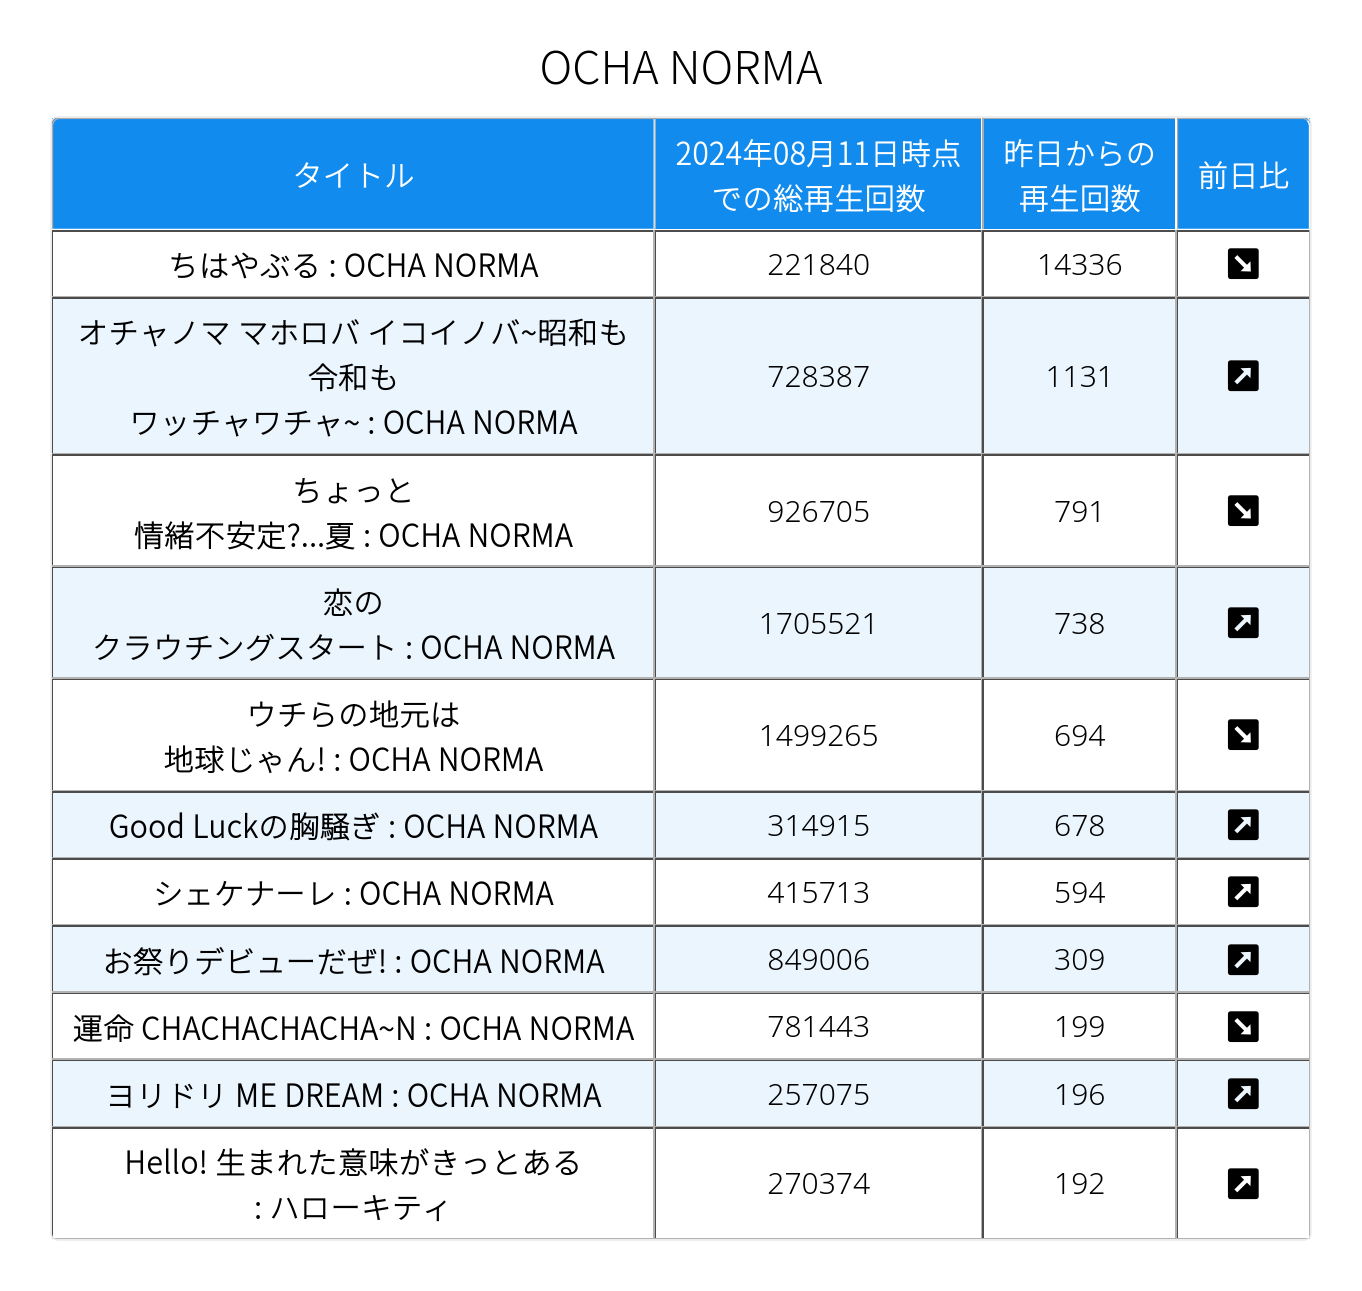 OCHA NORMA
タイトル
2024年08月11日時点
での総再生回数
昨日からの
再生回数
前日比
ちはやぶる : OCHA NORMA
221840
14336
オチャノマ マホロバ イコイノバ~昭和も
令和も
ワッチャワチャ~ : OCHA NORMA
728387
1131
ちょっと
情緒不安定?...夏 : OCHA NORMA
926705
791
恋の
クラウチングスタート : OCHA NORMA
1705521
738
ウチらの地元は
地球じゃん! : OCHA NORMA
1499265
694
Good Luckの胸騒ぎ : OCHA NORMA
314915
678
シェケナーレ : OCHA NORMA
415713
594
お祭りデビューだぜ! : OCHA NORMA
849006
309
運命 CHACHACHACHA~N : OCHA NORMA
781443
199
ヨリドリ ME DREAM : OCHA NORMA
257075
196
Hello! 生まれた意味がきっとある
: ハローキティ
270374
192